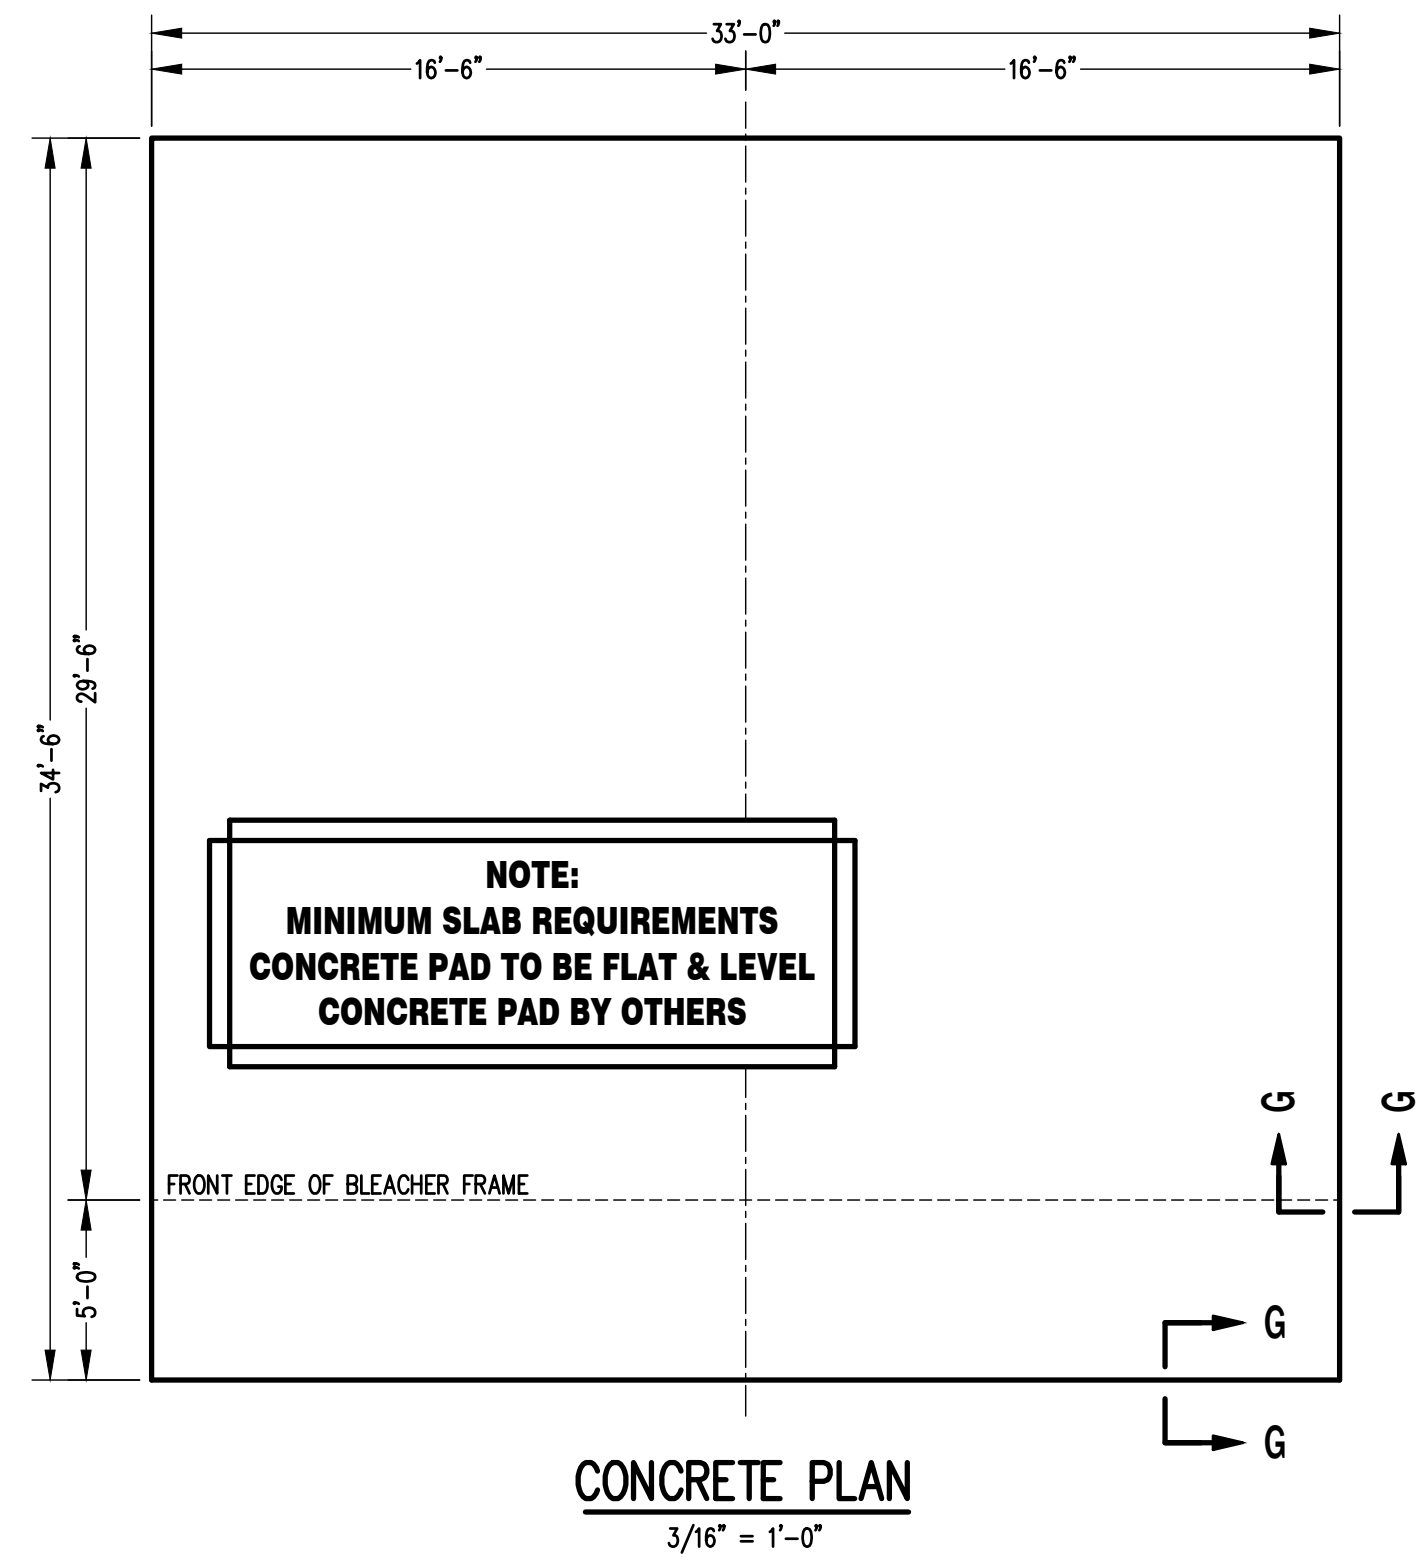 33'-0"
16'-6"
16'-6"
34'-6"
29'-6"
NOTE:
MINIMUM SLAB REQUIREMENTS
CONCRETE PAD TO BE FLAT & LEVEL
CONCRETE PAD BY OTHERS
G
G
FRONT EDGE OF BLEACHER FRAME
5'-0"
G
G
CONCRETE PLAN
3/16" = 1'-0"